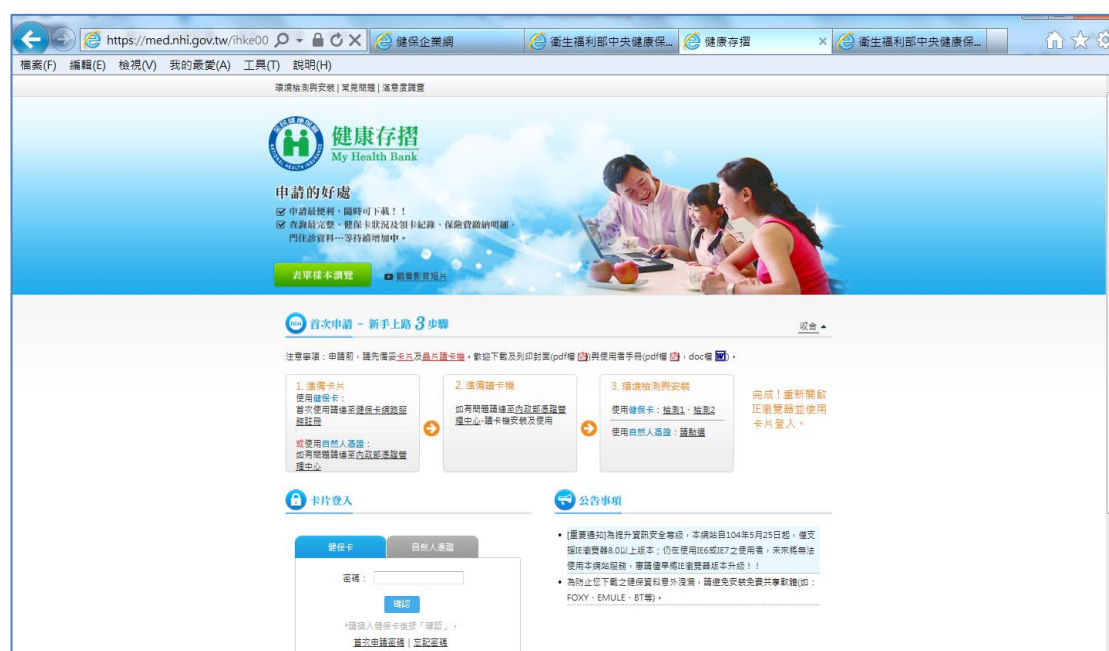 https://med.nhi.gov.tw/ihke00
健保企業網
衛生福利部中央健康保...
健康存摺
衛生福利部中央健康保...
檔案(F) 編輯(E) 檢視(V) 我的最愛(A) 工具(T) 說明(H)
環境檢測與安裝 | 常見問題 | 滿意度調查
健康存摺
My Health Bank
申請的好處
申請最便利,隨時可下載!!
查詢最完整,健保卡狀況及領卡紀錄、保險費繳納明細、
門住診資料…等持續增加中。
表單樣本瀏覽 觀看影音短片
首次申請 - 新手上路 3 步驟
收合
注意事項:申請前,請先備妥卡片及晶片讀卡機。歡迎下載及列印封面(pdf檔)與使用者手冊(pdf檔,doc檔)。
1. 準備卡片
使用健保卡:
首次使用請連至健保卡網路服
務註冊
或使用自然人憑證:
如有問題請連至內政部憑證管
理中心
2. 準備讀卡機
如有問題請連至內政部憑證管
理中心-讀卡機安裝及使用
3. 環境檢測與安裝
使用健保卡:檢測1、檢測2
使用自然人憑證:請點選
完成!重新開啟
IE瀏覽器並使用
卡片登入。
卡片登入
健保卡 自然人憑證
密碼:
確認
*請插入健保卡後按「確認」。
首次申請密碼 | 忘記密碼
公告事項
[重要通知]為提升資訊安全等級,本網站自104年5月25日起,僅支
援IE瀏覽器8.0以上版本;仍在使用IE6或IE7之使用者,未來將無法
使用本網站服務,惠請儘早將IE瀏覽器版本升級!!
為防止您下載之健保資料意外洩漏,請避免安裝免費共享軟體(如:
FOXY、EMULE、BT等)。